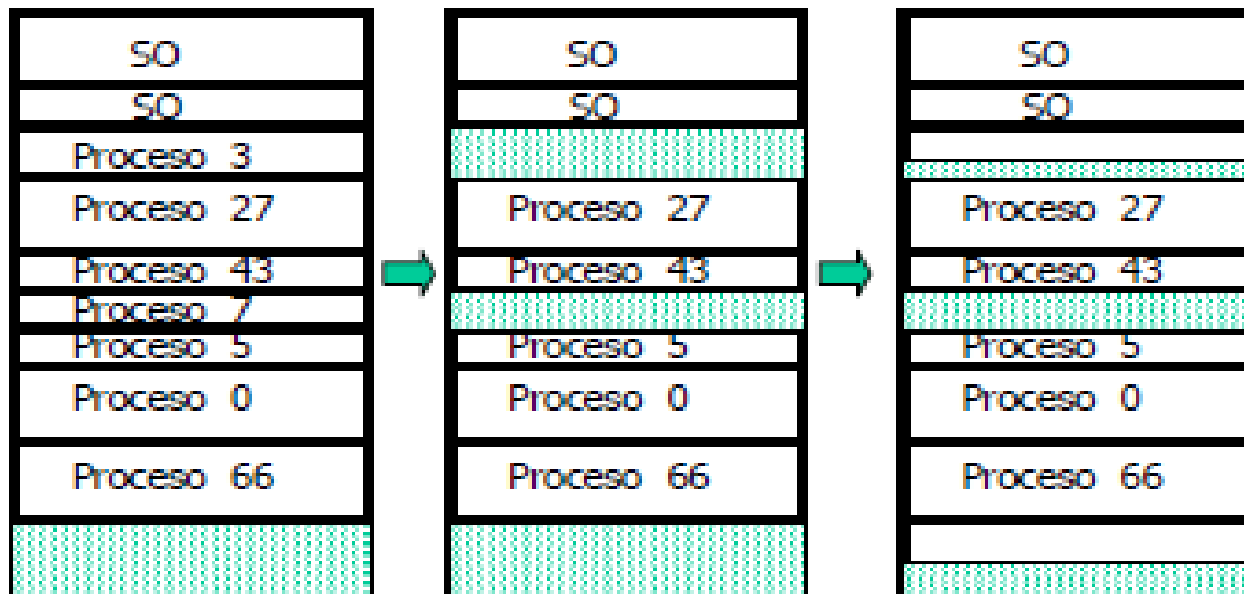 SO
SO
Proceso 3
Proceso 27
Proceso 43
Proceso 7
Proceso 5
Proceso 0
Proceso 66
SO
SO
Proceso 27
Proceso 43
Proceso 5
Proceso 0
Proceso 66
SO
SO
Proceso 27
Proceso 43
Proceso 5
Proceso 0
Proceso 66